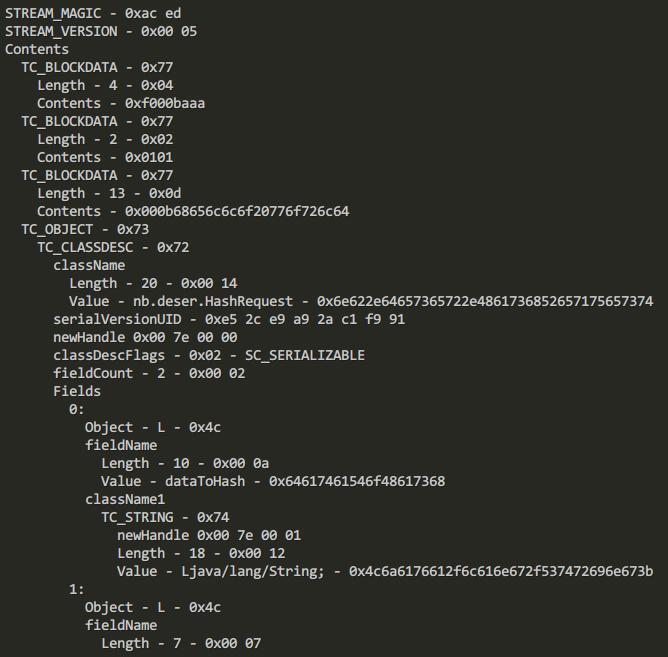 STREAM_MAGIC - 0xac ed
STREAM_VERSION - 0x00 05
Contents
TC_BLOCKDATA - 0x77
Length - 4 - 0x04
Contents - 0xf000baaa
TC_BLOCKDATA - 0x77
Length - 2 - 0x02
Contents - 0x0101
TC_BLOCKDATA - 0x77
Length - 13 - 0x0d
Contents - 0x000b68656c6c6f20776f726c64
TC_OBJECT - 0x73
TC_CLASSDESC - 0x72
className
Length - 20 - 0x00 14
Value - nb.deser.HashRequest - 0x6e622e64657365722e4861736852657175657374
serialVersionUID - 0xe5 2c e9 a9 2a c1 f9 91
newHandle 0x00 7e 00 00
classDescFlags - 0x02 - SC_SERIALIZABLE
fieldCount - 2 - 0x00 02
Fields
0:
Object - L - 0x4c
fieldName
Length - 10 - 0x00 0a
Value - dataToHash - 0x64617461546f48617368
className1
TC_STRING - 0x74
newHandle 0x00 7e 00 01
Length - 18 - 0x00 12
Value - Ljava/lang/String; - 0x4c6a6176612f6c616e672f537472696e673b
1:
Object - L - 0x4c
fieldName
Length - 7 - 0x00 07